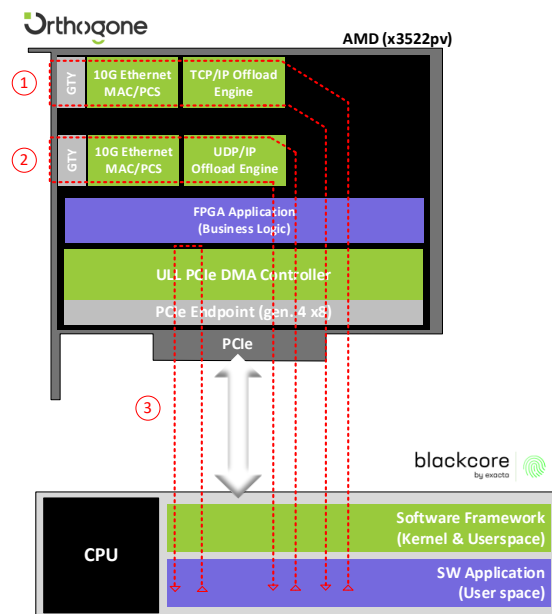 Orthogone
AMD (x3522pv)
1
GTY
10G Ethernet
MAC/PCS
TCP/IP Offload
Engine
2
GTY
10G Ethernet
MAC/PCS
UDP/IP
Offload Engine
FPGA Application
(Business Logic)
ULL PCIe DMA Controller
PCIe Endpoint (gen. 4 x8)
PCIe
3
blackcore
by exacta
CPU
Software Framework
(Kernel & Userspace)
SW Application
(User space)